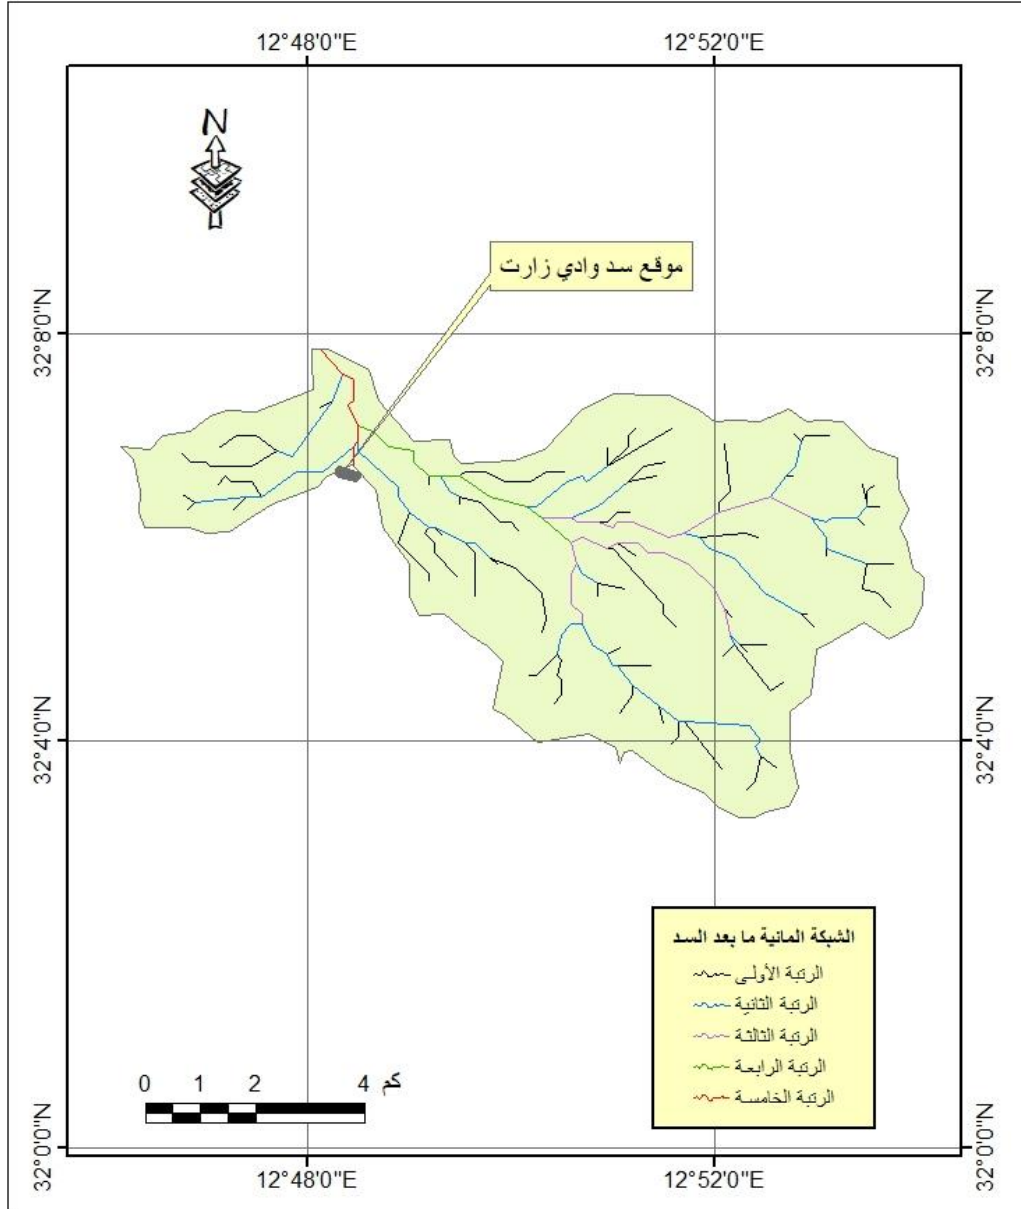 12°48'0"E 12°52'0"E
N
موقع سد وادي زارت
32°8'0"N 32°8'0"N
32°4'0"N 32°4'0"N
الشبكة المائية ما بعد السد
الرتبة الأولى
الرتبة الثانية
الرتبة الثالثة
الرتبة الرابعة
الرتبة الخامسة
0 1 2 4 كم
32°0'0"N 32°0'0"N
12°48'0"E 12°52'0"E